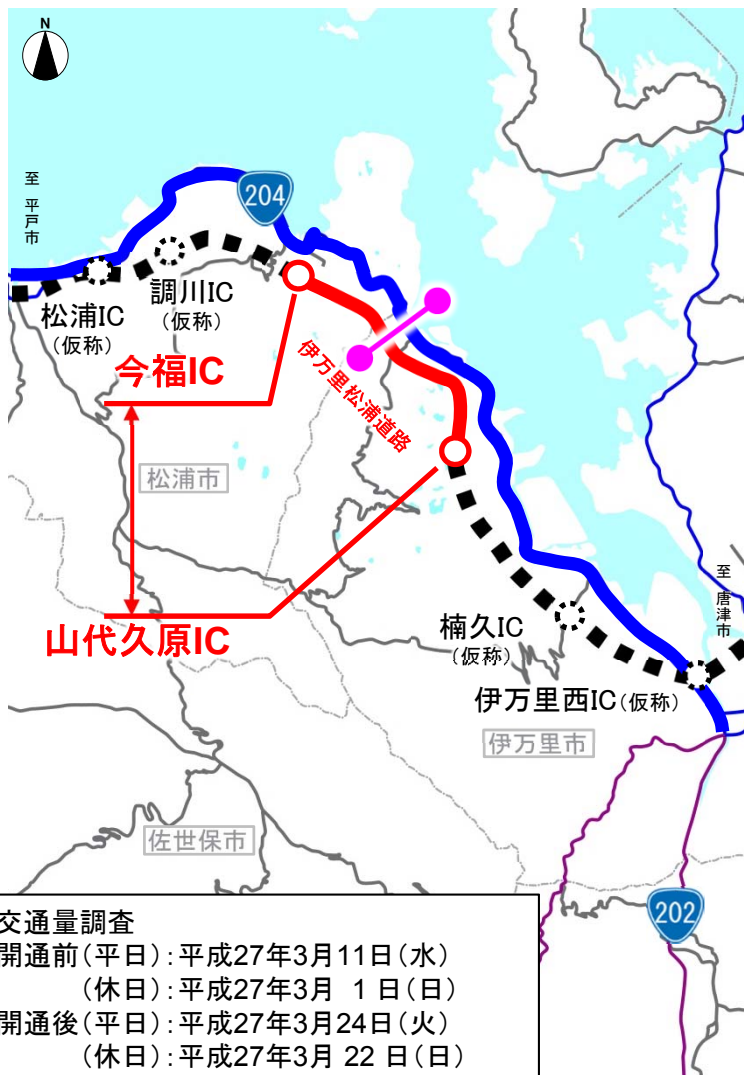 N
至 平戸市
204
松浦IC
(仮称)
調川IC
(仮称)
今福IC
伊万里松浦道路
松浦市
山代久原IC
楠久IC
(仮称)
至 唐津市
伊万里西IC(仮称)
伊万里市
佐世保市
202
交通量調査
開通前(平日):平成27年3月11日(水)
(休日):平成27年3月 1 日(日)
開通後(平日):平成27年3月24日(火)
(休日):平成27年3月 22 日(日)